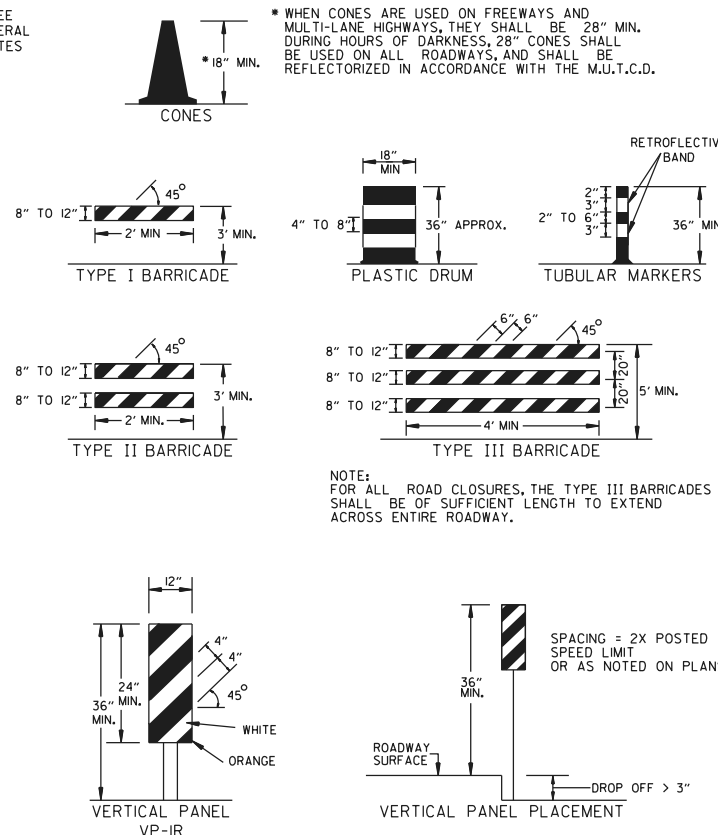 * WHEN CONES ARE USED ON FREEWAYS AND
MULTI-LANE HIGHWAYS, THEY SHALL BE 28" MIN.
DURING HOURS OF DARKNESS, 28" CONES SHALL
BE USED ON ALL ROADWAYS, AND SHALL BE
REFLECTORIZED IN ACCORDANCE WITH THE M.U.T.C.D.
* 18" MIN.
CONES
45°
8" TO 12"
2' MIN
3' MIN.
TYPE I BARRICADE
18"
MIN
4" TO 8"
36" APPROX.
PLASTIC DRUM
BAND
2"
3"
2" TO 6"
3"
36"
TUBULAR MARKERS
45°
8" TO 12"
8" TO 12"
2' MIN.
3' MIN.
TYPE II BARRICADE
6" 6"
45°
8" TO 12"
8" TO 12"
8" TO 12"
20"
20"
5' MIN.
4' MIN
TYPE III BARRICADE
NOTE:
FOR ALL ROAD CLOSURES, THE TYPE III BARRICADES
SHALL BE OF SUFFICIENT LENGTH TO EXTEND
ACROSS ENTIRE ROADWAY.
12"
4"
4"
45°
24"
MIN.
36"
MIN.
WHITE
ORANGE
VERTICAL PANEL
VP-IR
36"
MIN.
SPACING = 2X POSTED
SPEED LIMIT
OR AS NOTED ON
ROADWAY
SURFACE
DROP OFF > 3"
VERTICAL PANEL PLACEMENT